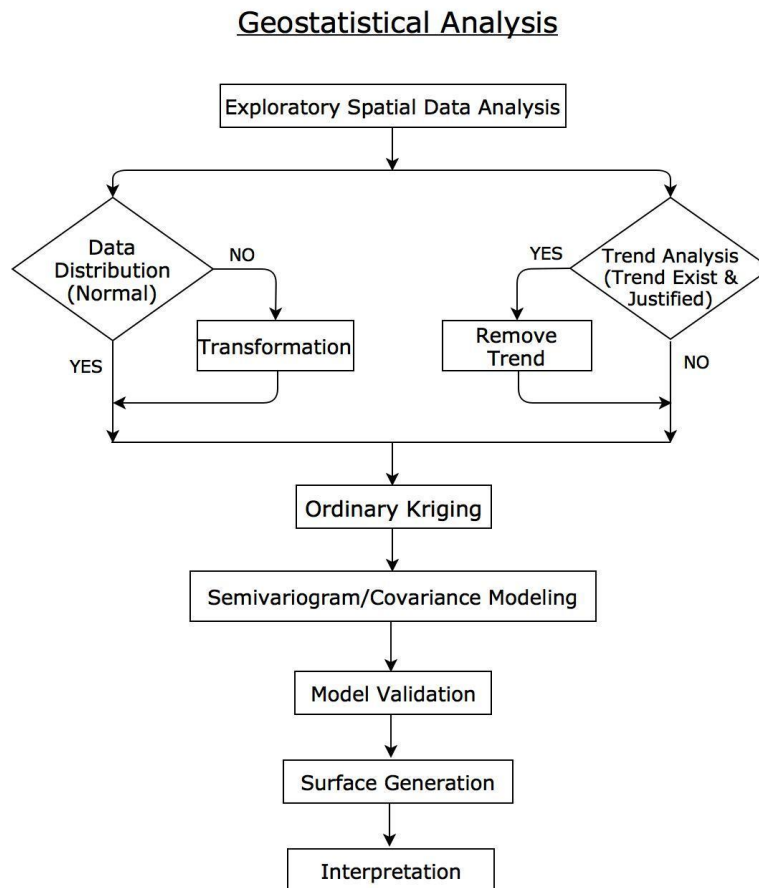 Geostatistical Analysis
Exploratory Spatial Data Analysis
Data
Distribution
(Normal)
NO
YES
Transformation
YES
Trend Analysis
(Trend Exist &
Justified)
Remove
Trend
NO
Ordinary Kriging
Semivariogram/Covariance Modeling
Model Validation
Surface Generation
Interpretation